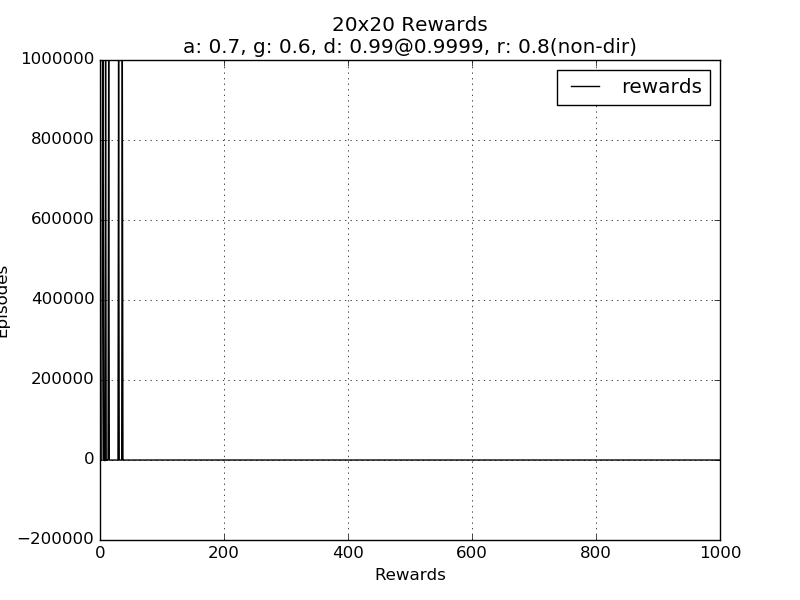 20x20 Rewards
a: 0.7, g: 0.6, d: 0.99@0.9999, r: 0.8(non-dir)
rewards
1000000
800000
600000
400000
200000
0
−200000
Episodes
0 200 400 600 800 1000
Rewards